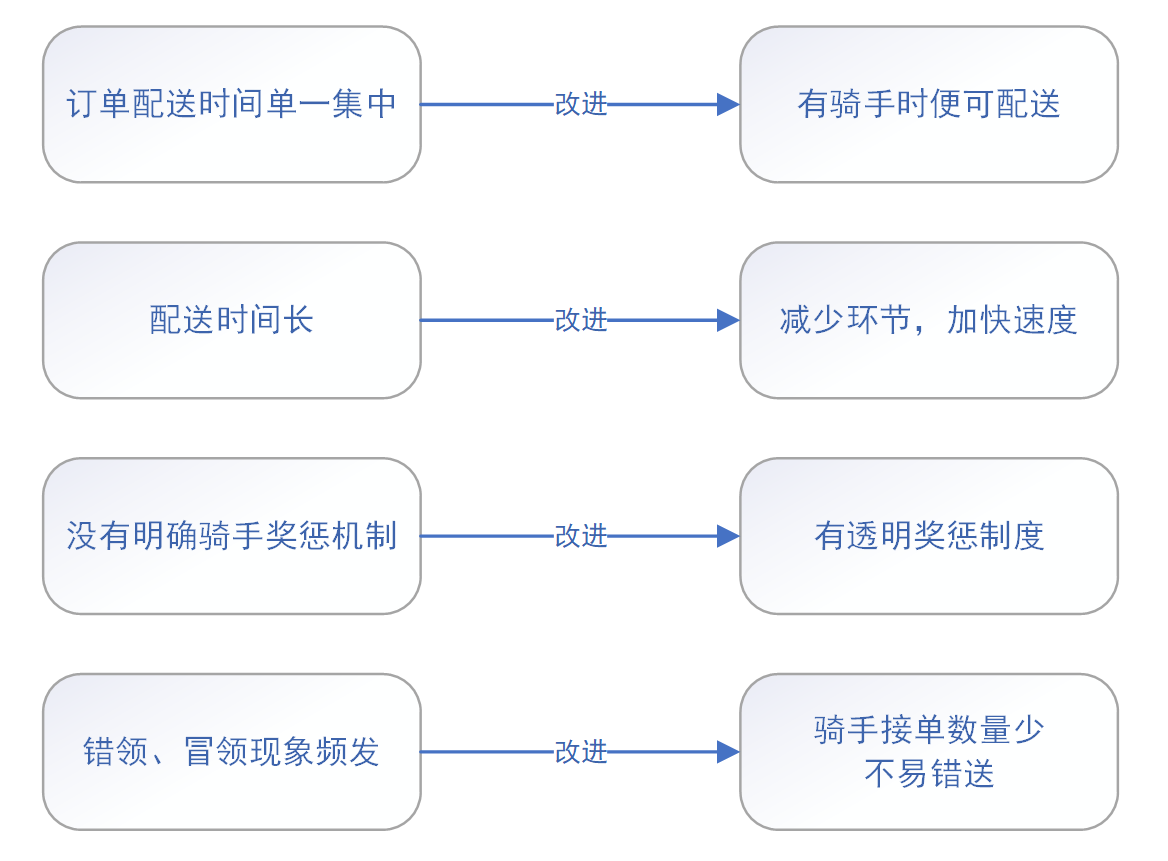 订单配送时间单一集中
改进
有骑手时便可配送
配送时间长
改进
减少环节，加快速度
没有明确骑手奖惩机制
改进
有透明奖惩制度
错领、冒领现象频发
改进
骑手接单数量少
不易错送